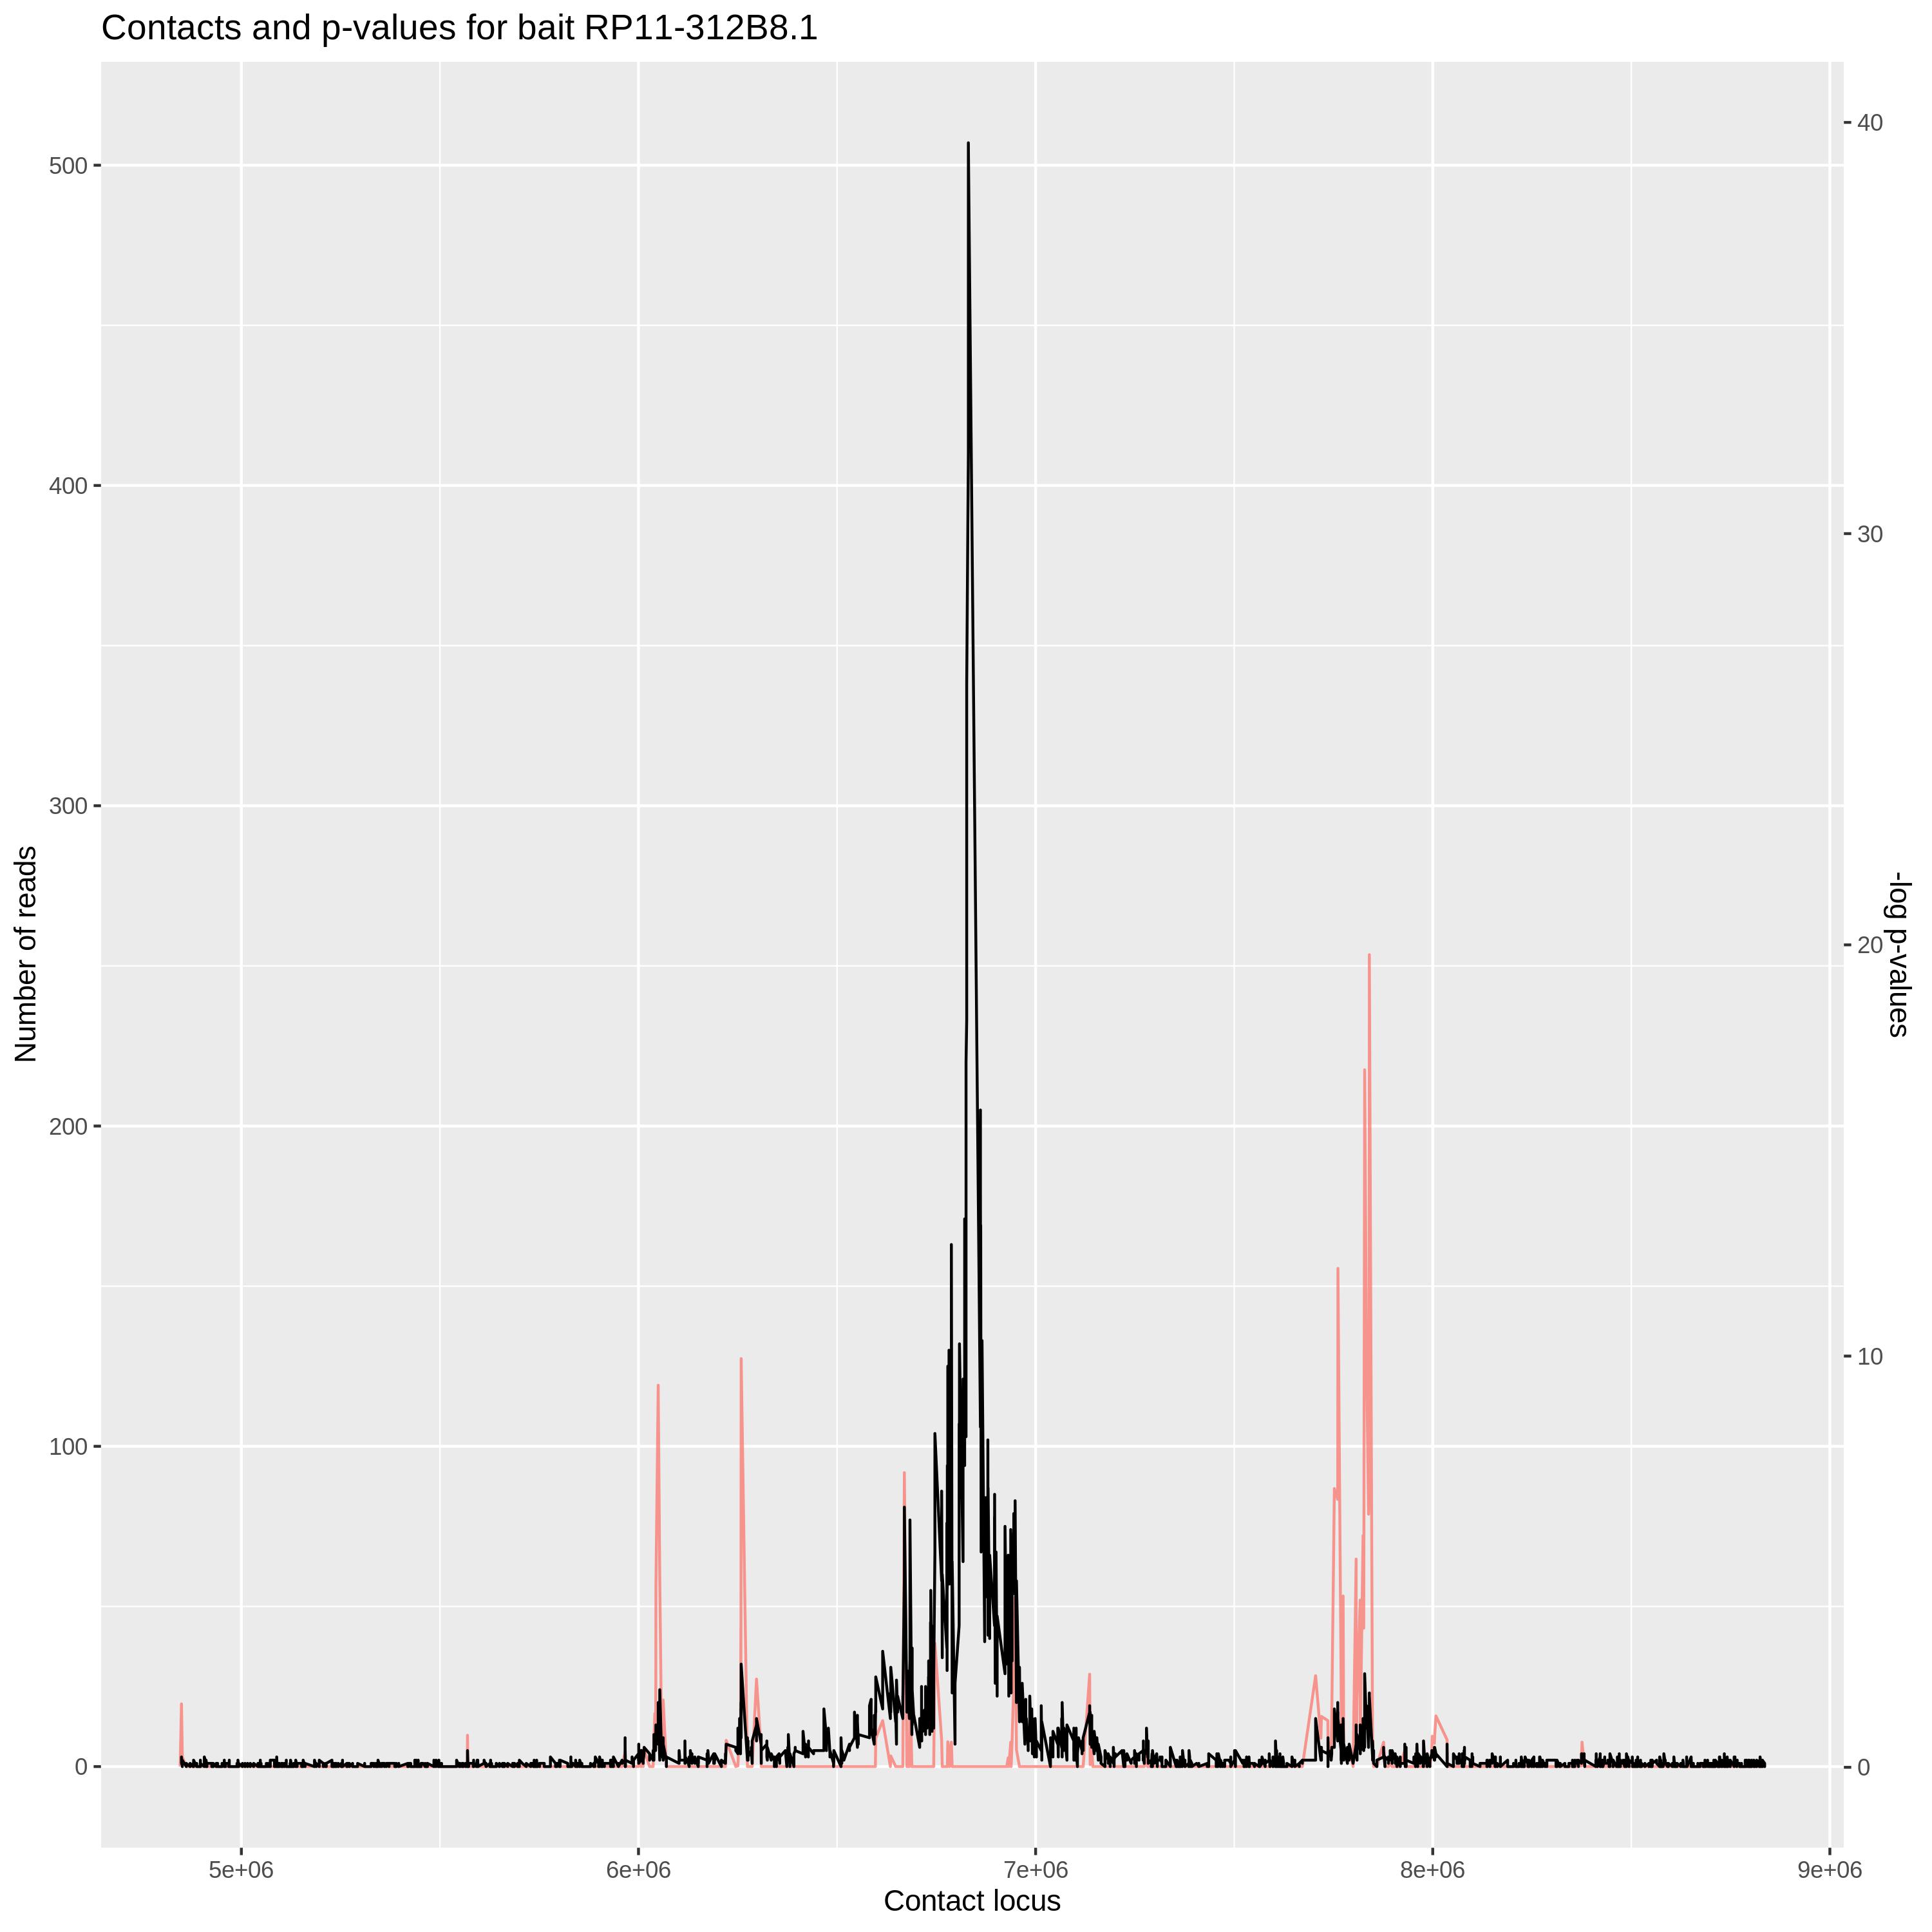 Contacts and p-values for bait RP11-312B8.1
500
400
300
200
100
0
Number of reads
40
30
20
10
0
-log p-values
5e+06
6e+06
7e+06
8e+06
9e+06
Contact locus